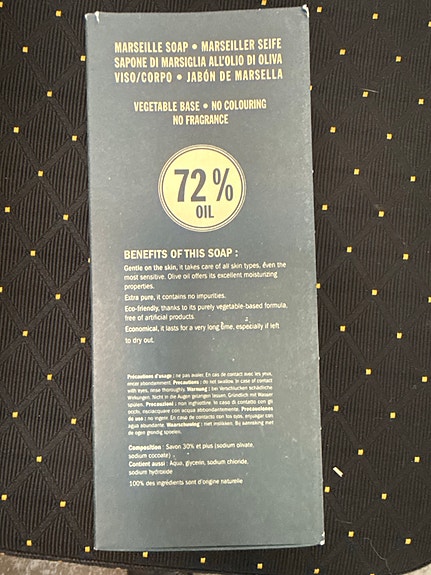 MARSEILLE SOAP • MARSEILLER SEIFE
SAPONE DI MARSIGLIA ALL'OLIO DI OLIVA
VISO/CORPO • JABÓN DE MARSELLA
VEGETABLE BASE • NO COLOURING
NO FRAGRANCE
72 %
OIL
BENEFITS OF THIS SOAP :
Gentle on the skin, it takes care of all skin types, even the
most sensitive. Olive oil offers its excellent moisturizing
properties.
Extra pure, it contains no impurities.
Eco-friendly, thanks to its purely vegetable-based formula,
free of artificial products.
Economical, it lasts for a very long time, especially if left
to dry out.
Précautions d'usage : ne pas avaler. En cas de contact avec les yeux,
rincer abondamment. Precautions : do not swallow. In case of contact
with eyes, rinse thoroughly. Warnung : bei Verschlucken schädliche
Wirkungen. Nicht in die Augen gelangen lassen. Gründlich mit Wasser
spülen. Precauzioni : non inghiottire. In caso di contatto con gli
occhi, risciacquare con acqua abbondantemente. Precauciones
de uso : no ingerir. En caso de contacto con los ojos, enjuagar con
agua abundante. Waarschuwing : niet inslikken. Bij aanraking met
de ogen grondig spoelen.
Composition : Savon 30% et plus (sodium olivate,
sodium cocoate)
Contient aussi : Aqua, glycerin, sodium chloride,
sodium hydroxide
100% des ingrédients sont d'origine naturelle